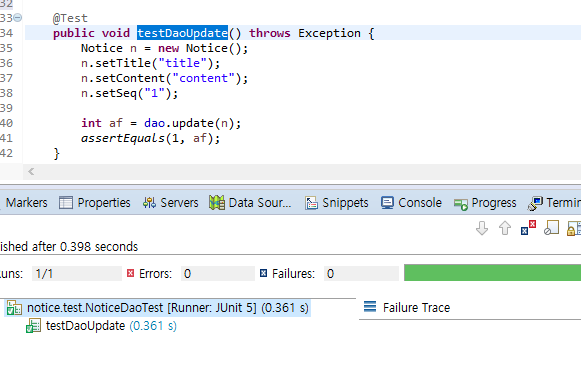 32
33 @Test
34 public void testDaoUpdate() throws Exception {
35 Notice n = new Notice();
36 n.setTitle("title");
37 n.setContent("content");
38 n.setSeq("1");
39
40 int af = dao.update(n);
41 assertEquals(1, af);
42 }
Markers Properties Servers Data Sour... Snippets Console Progress Termin
ished after 0.398 seconds
uns: 1/1 Errors: 0 Failures: 0
notice.test.NoticeDaoTest [Runner: JUnit 5] (0.361 s) Failure Trace
testDaoUpdate (0.361 s)